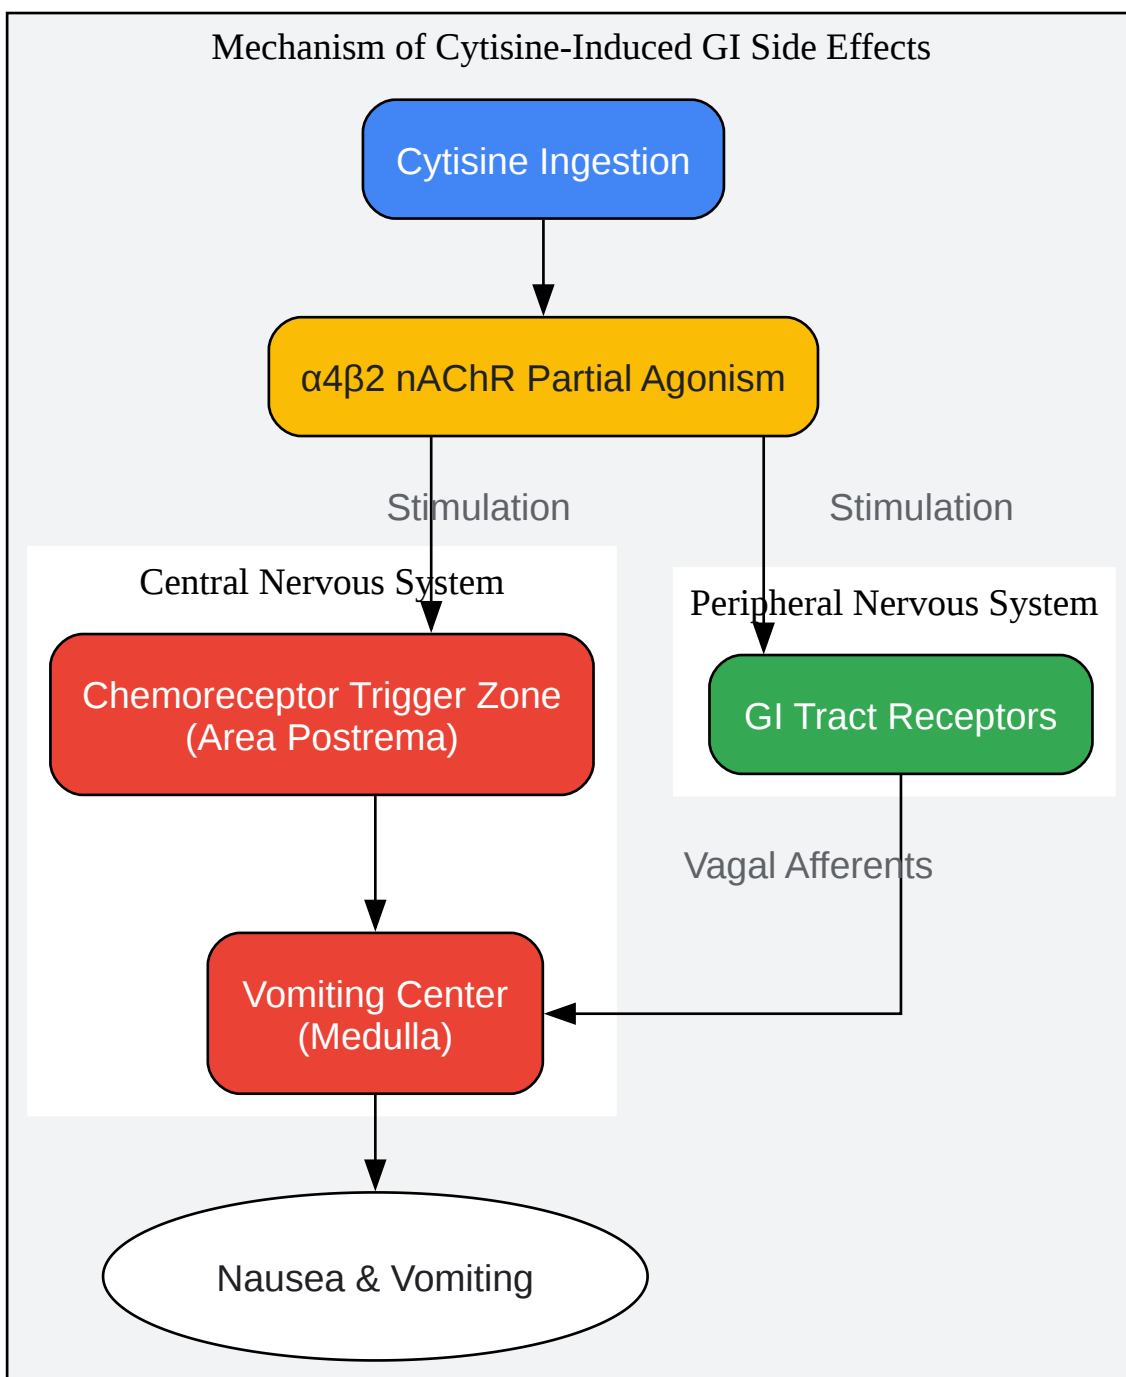 Mechanism of Cytisine-Induced GI Side Effects
Cytisine Ingestion
α4β2 nAChR Partial Agonism
Stimulation
Stimulation
Central Nervous System
Peripheral Nervous System
Chemoreceptor Trigger Zone
(Area Postrema)
GI Tract Receptors
Vagal Afferents
Vomiting Center
(Medulla)
Nausea & Vomiting